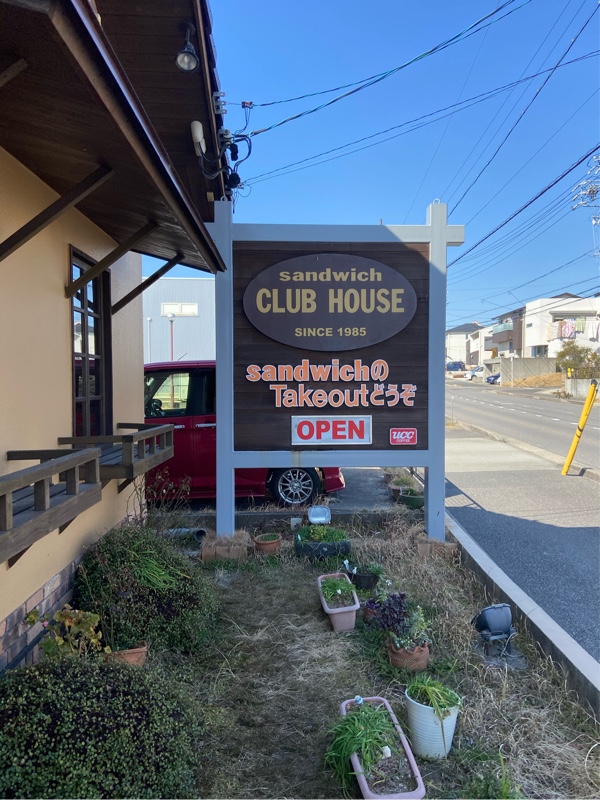 sandwich
CLUB HOUSE
SINCE 1985
sandwichの
Takeoutどうぞ
OPEN
UCC
COFFEE